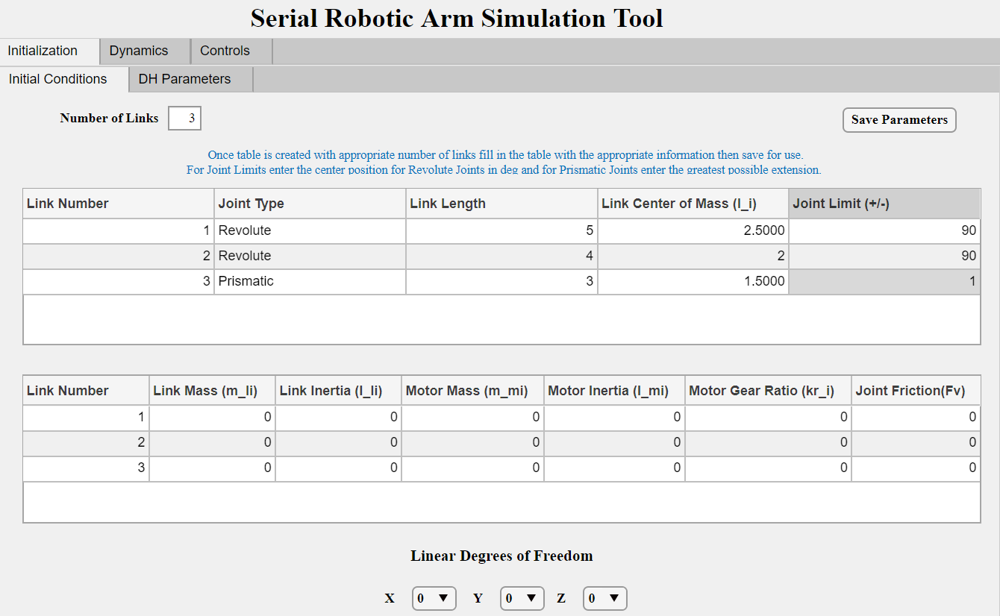 Serial Robotic Arm Simulation Tool
Initialization Dynamics Controls
Initial Conditions DH Parameters
Number of Links 3 Save Parameters
Once table is created with appropriate number of links fill in the table with the appropriate information then save for use.
For Joint Limits enter the center position for Revolute Joints in deg and for Prismatic Joints enter the greatest possible extension.
Link Number Joint Type Link Length Link Center of Mass (l_i) Joint Limit (+/-)
1 Revolute 5 2.5000 90
2 Revolute 4 2 90
3 Prismatic 3 1.5000 1
Link Number Link Mass (m_li) Link Inertia (I_li) Motor Mass (m_mi) Motor Inertia (I_mi) Motor Gear Ratio (kr_i) Joint Friction(Fv)
1 0 0 0 0 0 0
2 0 0 0 0 0 0
3 0 0 0 0 0 0
Linear Degrees of Freedom
X 0 Y 0 Z 0